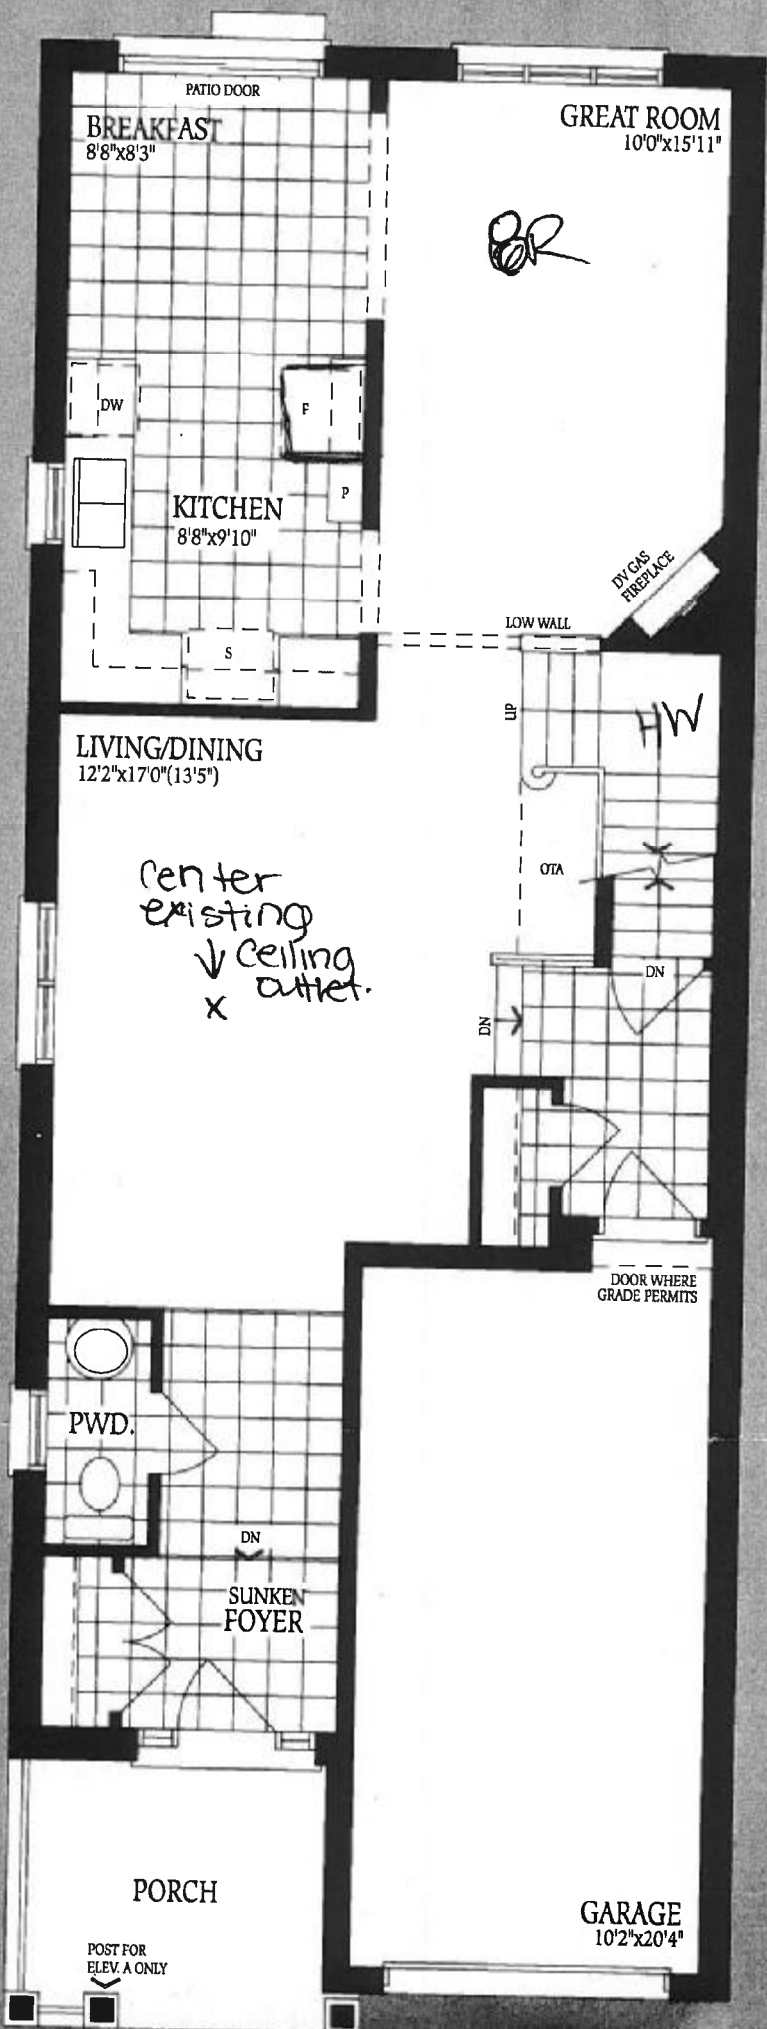 PATIO DOOR
BREAKFAST
8'8"x8'3"
GREAT ROOM
10'0"x15'11"
DW
F
P
KITCHEN
8'8"x9'10"
DV GAS
FIREPLACE
S
LOW WALL
UP
HW
LIVING/DINING
12'2"x17'0"(13'5")
OTA
center
existing
↓ ceiling
outlet.
x
DN
DN
DOOR WHERE
GRADE PERMITS
PWD.
DN
SUNKEN
FOYER
PORCH
POST FOR
ELEV. A ONLY
GARAGE
10'2"x20'4"